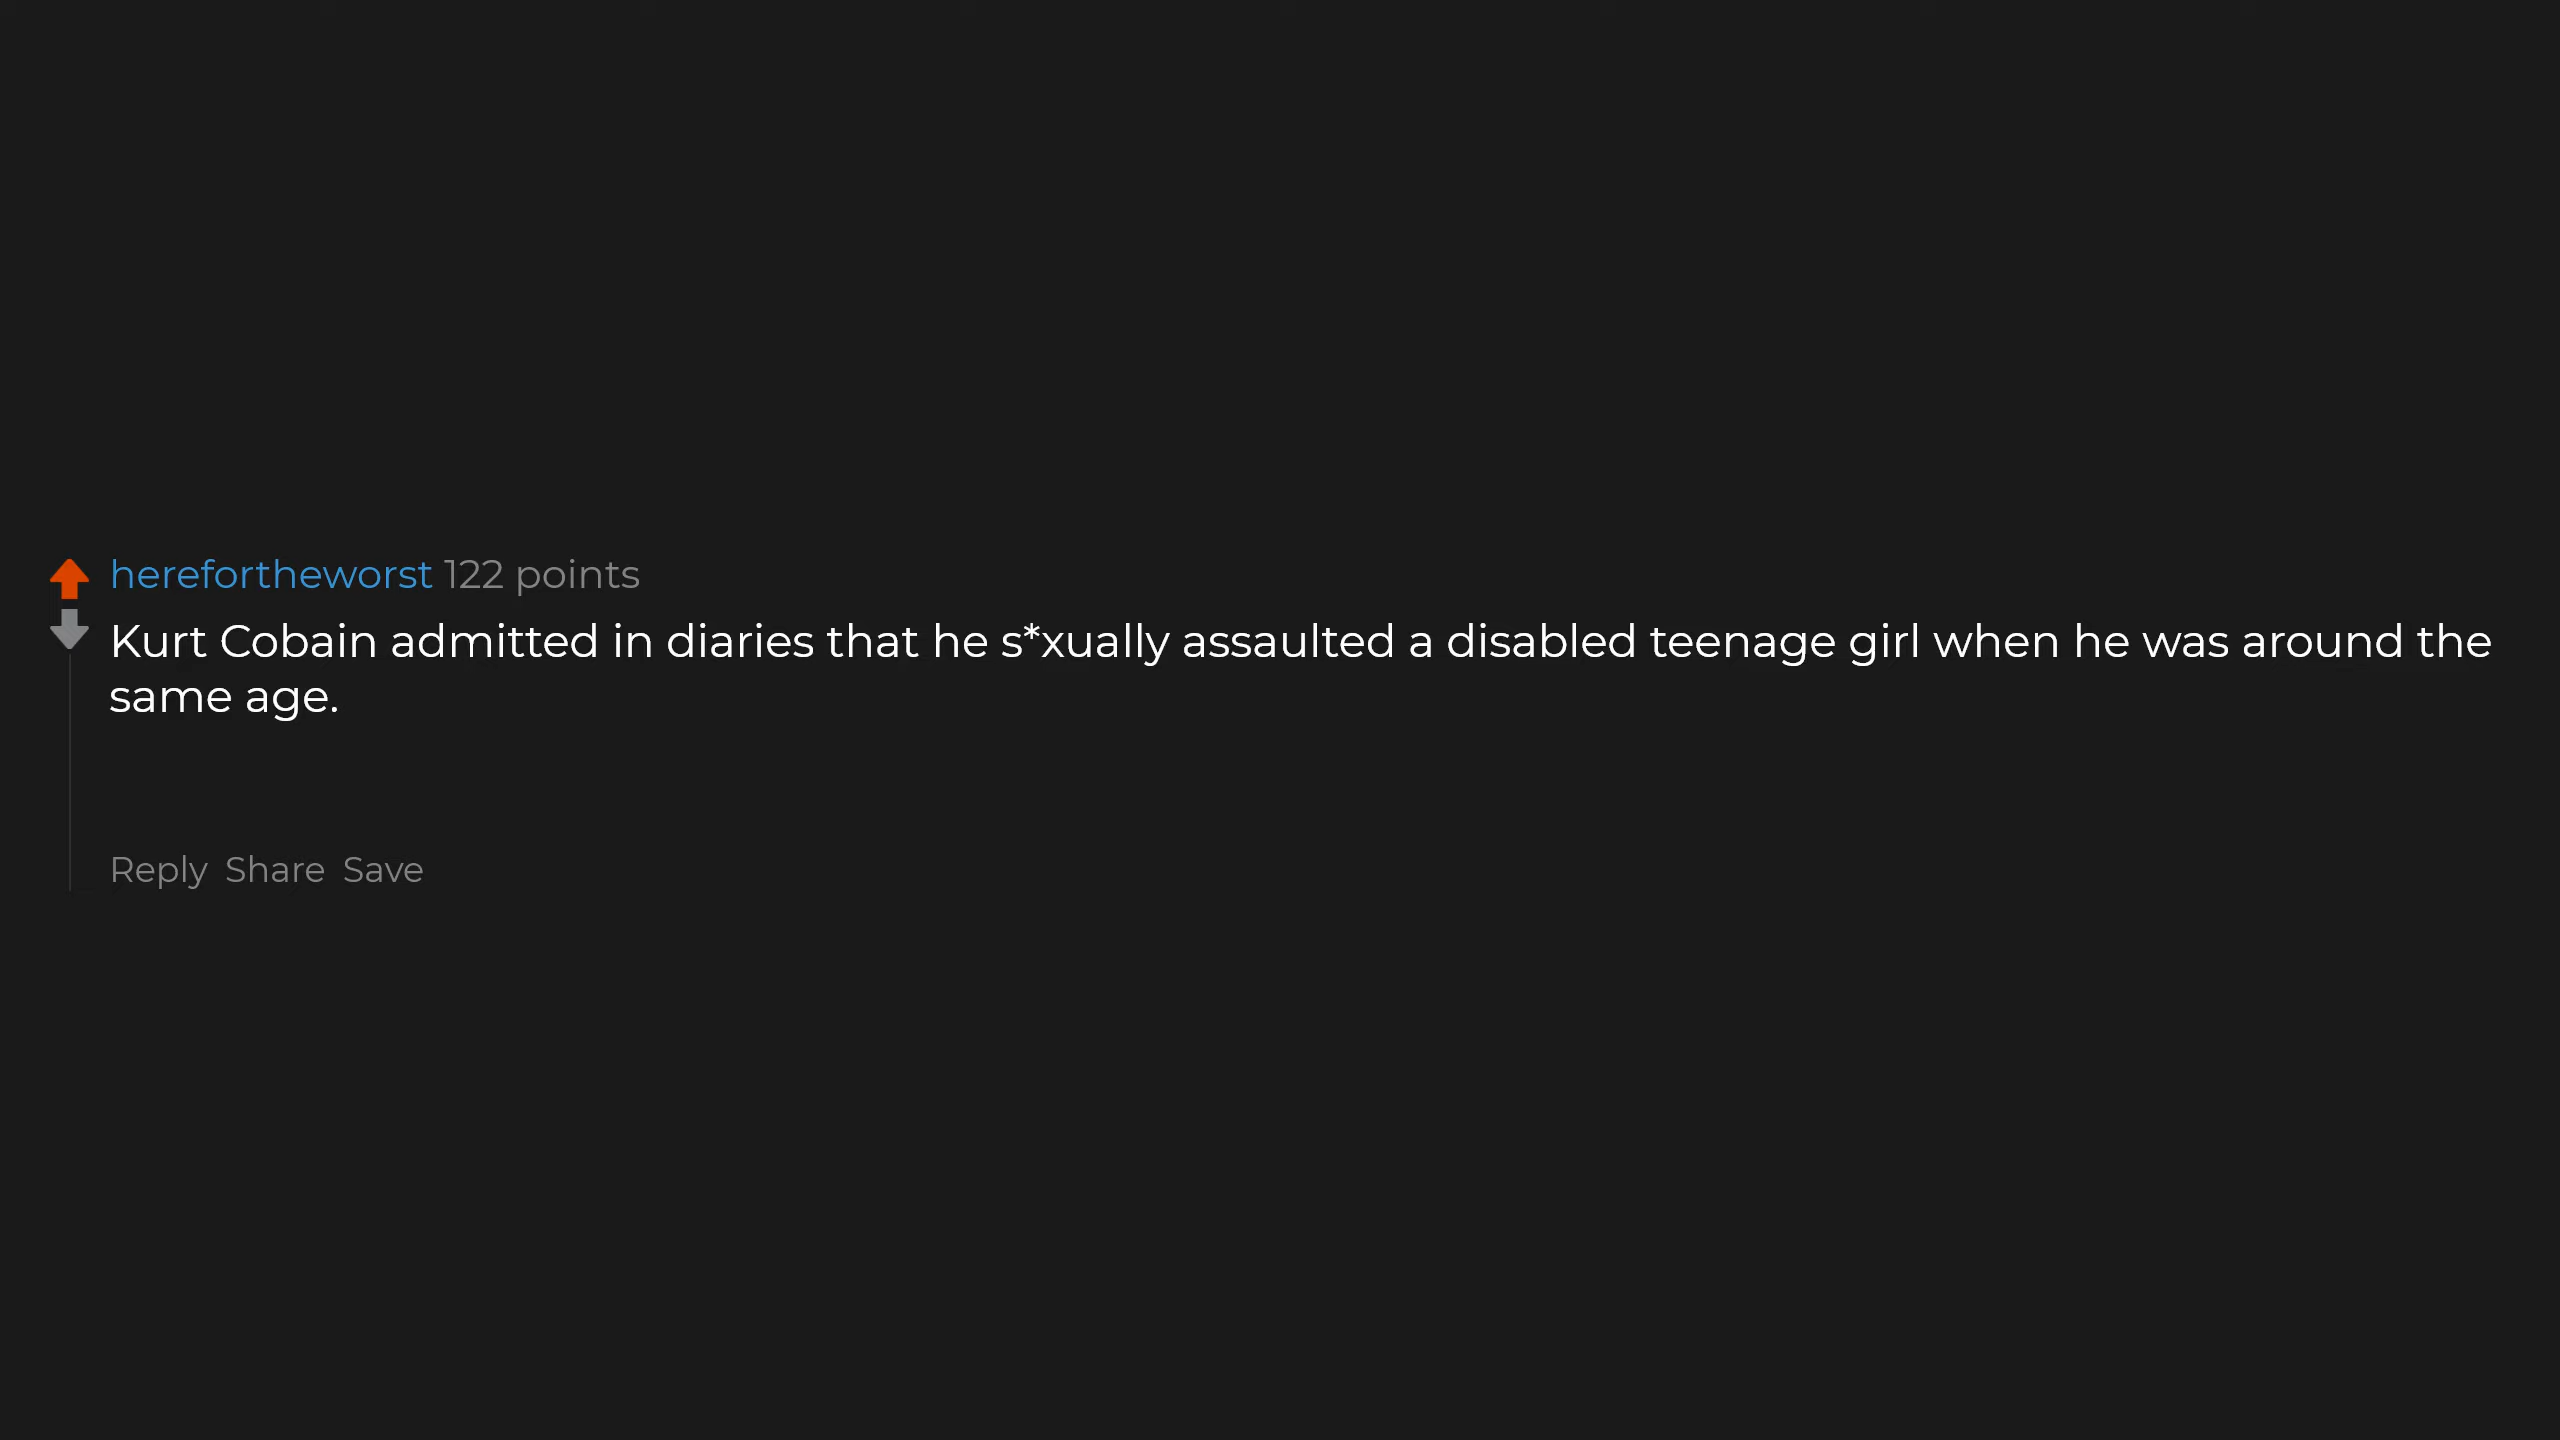 herefortheworst 122 points
Kurt Cobain admitted in diaries that he s*xually assaulted a disabled teenage girl when he was around the
same age.
Reply Share Save